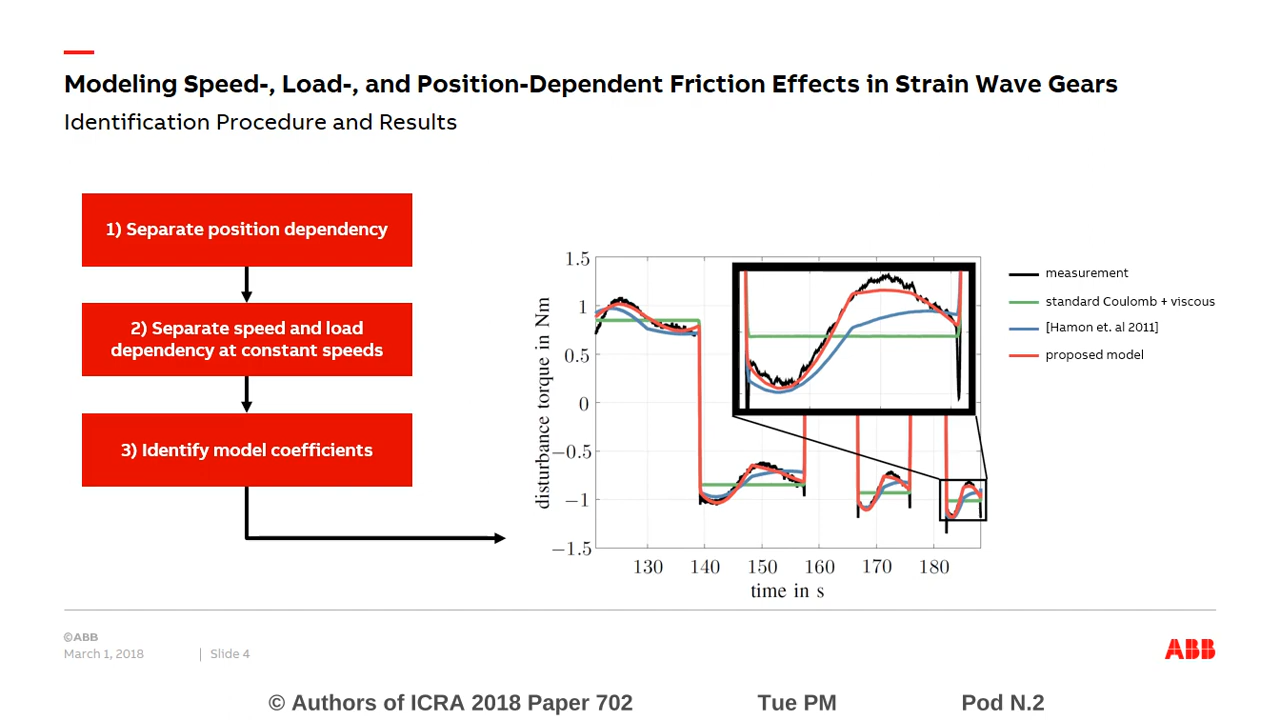 Modeling Speed-, Load-, and Position-Dependent Friction Effects in Strain Wave Gears
Identification Procedure and Results
1) Separate position dependency
2) Separate speed and load
dependency at constant speeds
3) Identify model coefficients
disturbance torque in Nm
1.5
1
0.5
0
−0.5
−1
−1.5
130 140 150 160 170 180
time in s
measurement
standard Coulomb + viscous
[Hamon et. al 2011]
proposed model
©ABB
March 1, 2018 | Slide 4
ABB
© Authors of ICRA 2018 Paper 702 Tue PM Pod N.2